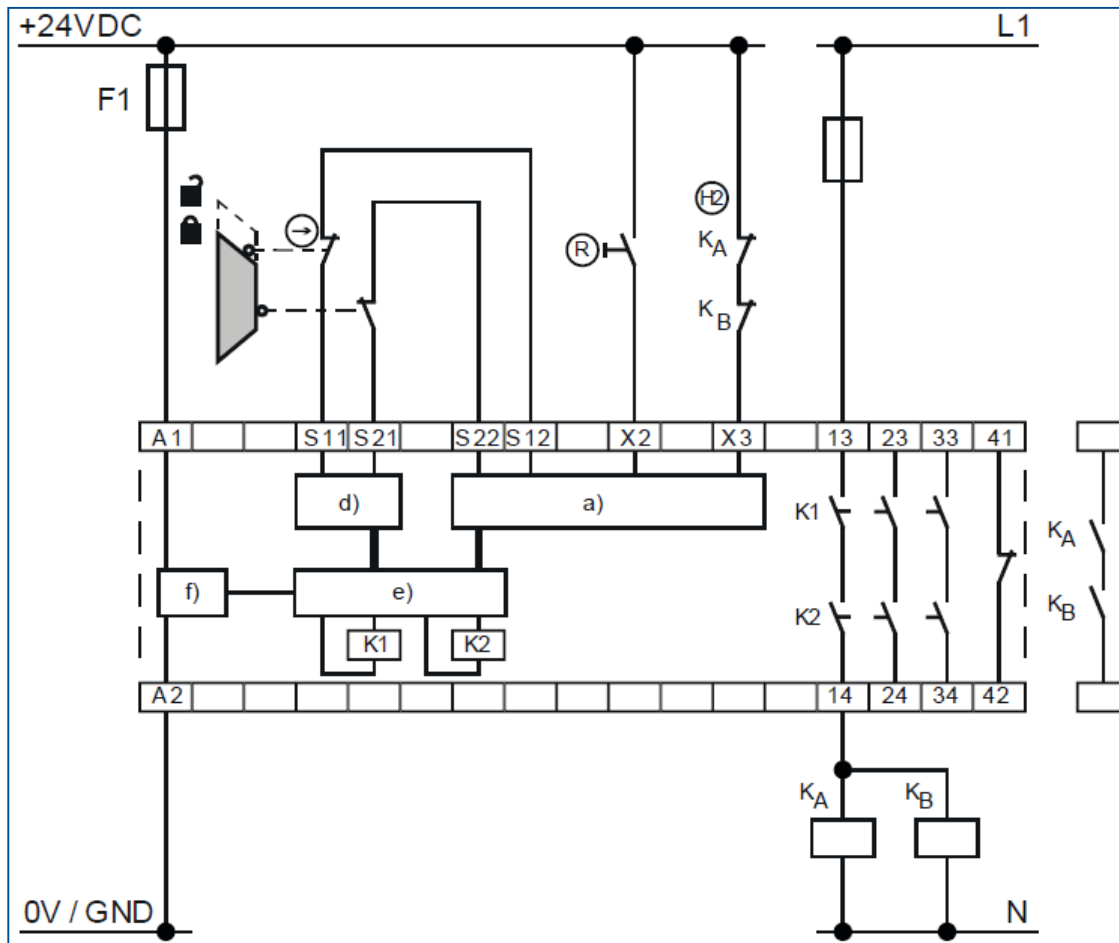 +24VDC L1
F1
→
H2
R KA
KB
A1 S11 S21 S22 S12 X2 X3 13 23 33 41
d) a)
K1
KA
f) e)
K1 K2 K2 KB
A2 14 24 34 42
KA KB
0V / GND N